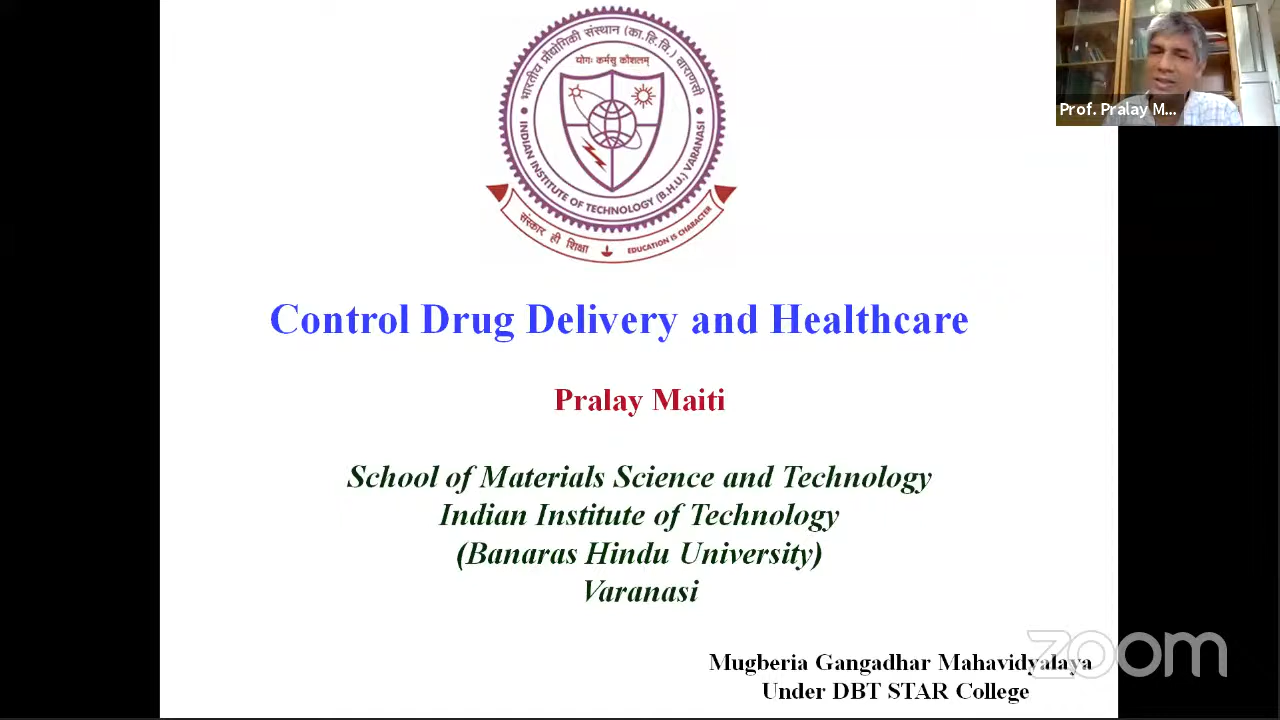 भारतीय प्रौद्योगिकी संस्थान (का.हि.वि.) वाराणसी
योगः कर्मसु कौशलम्
INDIAN INSTITUTE OF TECHNOLOGY (B.H.U.) VARANASI
संस्कार ही शिक्षा
EDUCATION IS CHARACTER
Prof. Pralay M...
Control Drug Delivery and Healthcare
Pralay Maiti
School of Materials Science and Technology
Indian Institute of Technology
(Banaras Hindu University)
Varanasi
Mugberia Gangadhar Mahavidyalaya
Under DBT STAR College
zoom